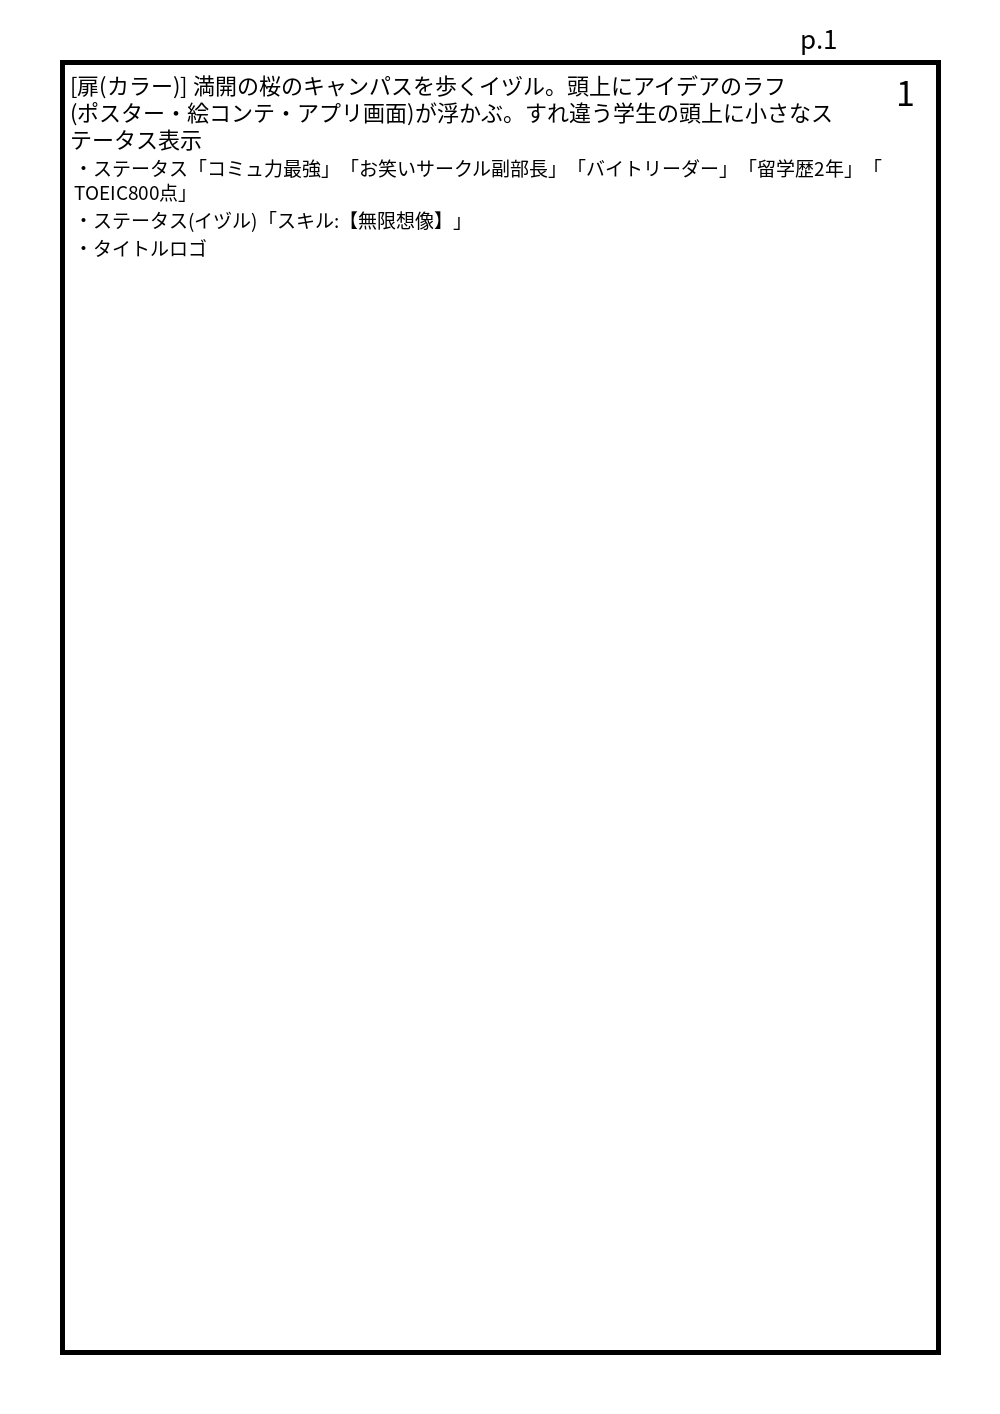 p.1
[扉(カラー)] 満開の桜のキャンパスを歩くイヅル。頭上にアイデアのラフ
(ポスター・絵コンテ・アプリ画面)が浮かぶ。すれ違う学生の頭上に小さなス
テータス表示
1
・ステータス「コミュ力最強」「お笑いサークル副部長」「バイトリーダー」「留学歴2年」「
TOEIC800点」
・ステータス(イヅル)「スキル:【無限想像】」
・タイトルロゴ